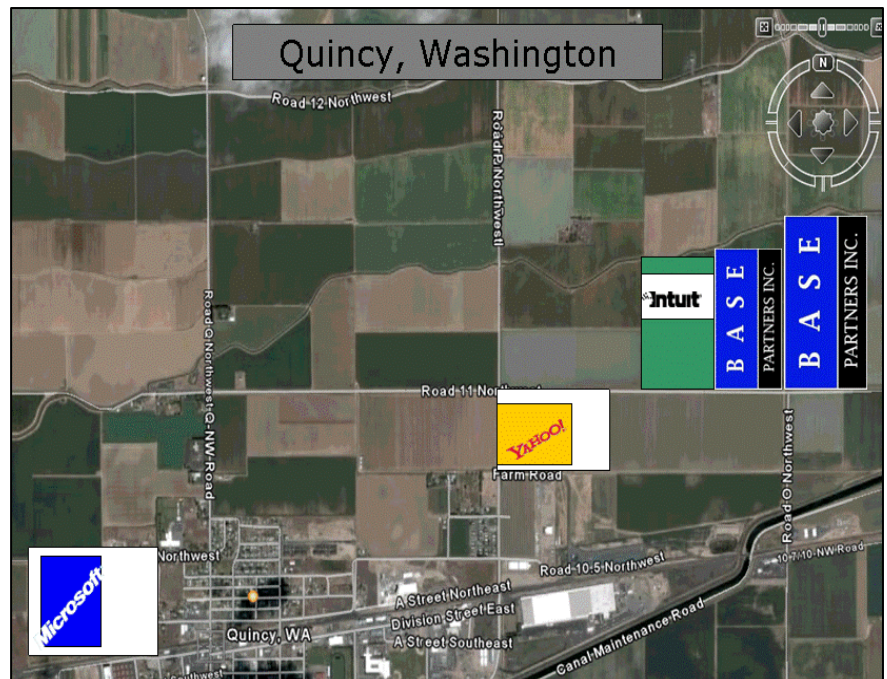 Quincy, Washington
N
Road 12 Northwest
Road P Northwest
BASE
PARTNERS INC.
BASE
PARTNERS INC.
Intuit
Road Q Northwest
Q-NW-Road
Road 11 Northwest
YAHOO!
Farm Road
Road O Northwest
Microsoft
Northwest
Road 10.5 Northwest
10 7/10-NW-Road
A Street Northeast
Division Street East
Quincy, WA
A Street Southeast
Canal Maintenance Road
Southwest